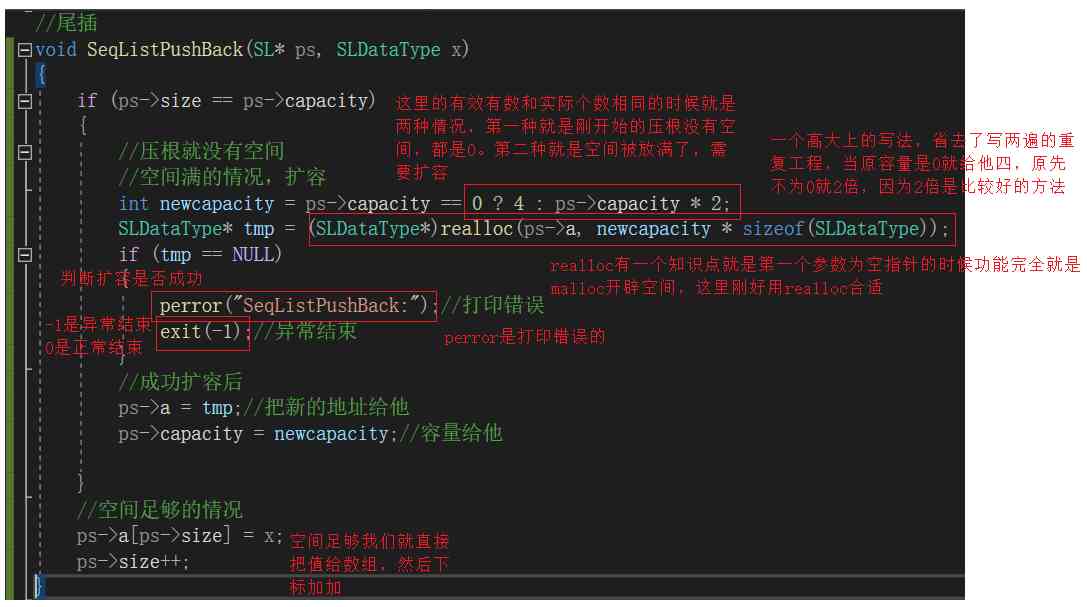 //尾插
void SeqListPushBack(SL* ps, SLDataType x)
{
if (ps->size == ps->capacity)
这里的有效有数和实际个数相同的时候就是
两种情况，第一种就是刚开始的压根没有空
间，都是0。第二种就是空间被放满了，需
要扩容
{
//压根就没有空间
//空间满的情况，扩容
一个高大上的写法，省去了写两遍的重
复工程，当原容量是0就给他四，原先
不为0就2倍，因为2倍是比较好的方法
int newcapacity = ps->capacity == 0 ? 4 : ps->capacity * 2;
SLDataType* tmp = (SLDataType*)realloc(ps->a, newcapacity * sizeof(SLDataType));
if (tmp == NULL)
realloc有一个知识点就是第一个参数为空指针的时候功能完全就是
malloc开辟空间，这里刚好用realloc合适
判断扩容是否成功
{
perror("SeqListPushBack:");//打印错误
-1是异常结束
0是正常结束
exit(-1);//异常结束
perror是打印错误的
}
//成功扩容后
ps->a = tmp;//把新的地址给他
ps->capacity = newcapacity;//容量给他
}
//空间足够的情况
ps->a[ps->size] = x;
ps->size++;
空间足够我们就直接
把值给数组，然后下
标加加
}